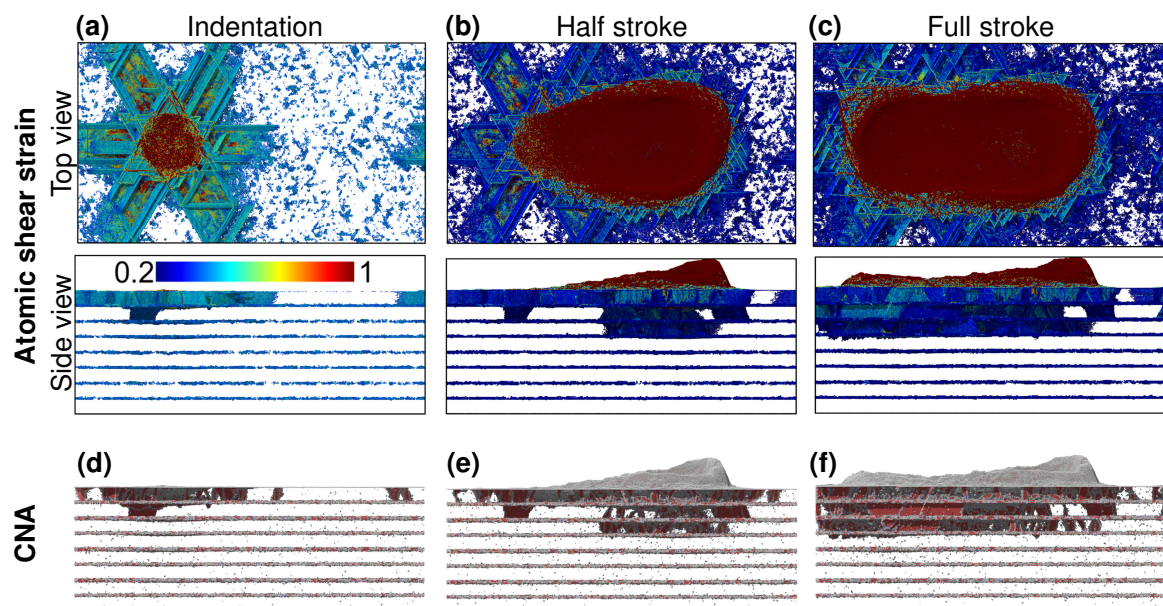 (a) Indentation
(b) Half stroke
(c) Full stroke
Atomic shear strain
Top view
Side view
0.2 1
(d)
(e)
(f)
CNA